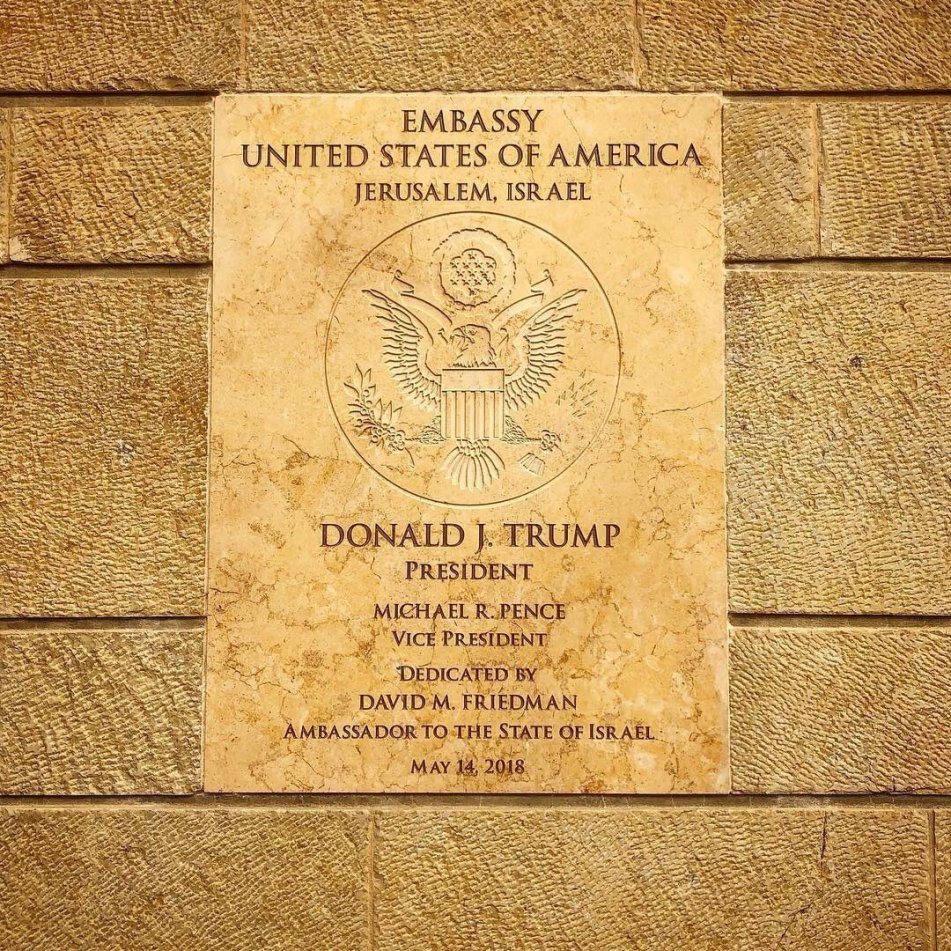 EMBASSY
UNITED STATES OF AMERICA
JERUSALEM, ISRAEL
DONALD J. TRUMP
PRESIDENT
MICHAEL R. PENCE
VICE PRESIDENT
DEDICATED BY
DAVID M. FRIEDMAN
AMBASSADOR TO THE STATE OF ISRAEL
MAY 14, 2018